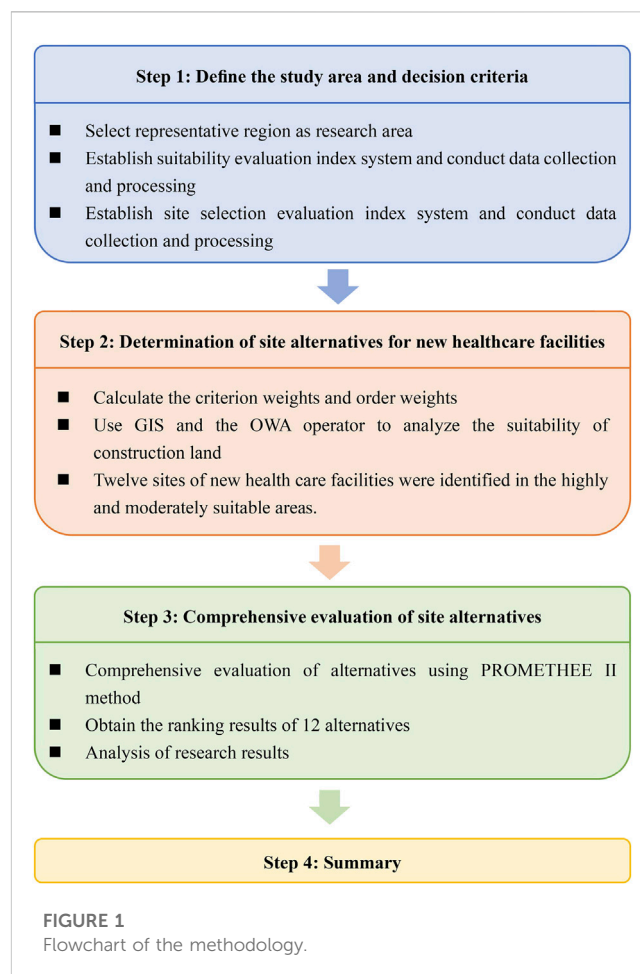 Step 1: Define the study area and decision criteria
■ Select representative region as research area
■ Establish suitability evaluation index system and conduct data collection
and processing
■ Establish site selection evaluation index system and conduct data
collection and processing
Step 2: Determination of site alternatives for new healthcare facilities
■ Calculate the criterion weights and order weights
■ Use GIS and the OWA operator to analyze the suitability of
construction land
■ Twelve sites of new health care facilities were identified in the highly
and moderately suitable areas.
Step 3: Comprehensive evaluation of site alternatives
■ Comprehensive evaluation of alternatives using PROMETHEE II
method
■ Obtain the ranking results of 12 alternatives
■ Analysis of research results
Step 4: Summary
FIGURE 1
Flowchart of the methodology.